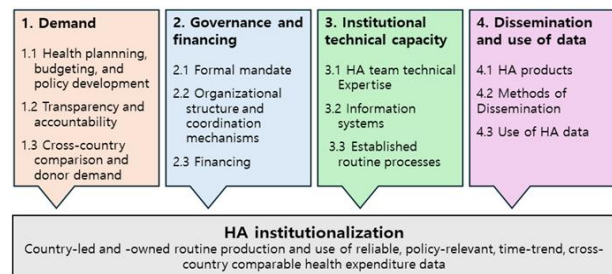 1. Demand
1.1 Health plannning,
budgeting, and
policy development
1.2 Transparency and
accountability
1.3 Cross-country
comparison and
donor demand
2. Governance and
financing
2.1 Formal mandate
2.2 Organizational
structure and
coordination
mechanisms
2.3 Financing
3. Institutional
technical capacity
3.1 HA team technical
Expertise
3.2 Information
systems
3.3 Established
routine processes
4. Dissemination
and use of data
4.1 HA products
4.2 Methods of
Dissemination
4.3 Use of HA data
HA institutionalization
Country-led and -owned routine production and use of reliable, policy-relevant, time-trend, cross-
country comparable health expenditure data